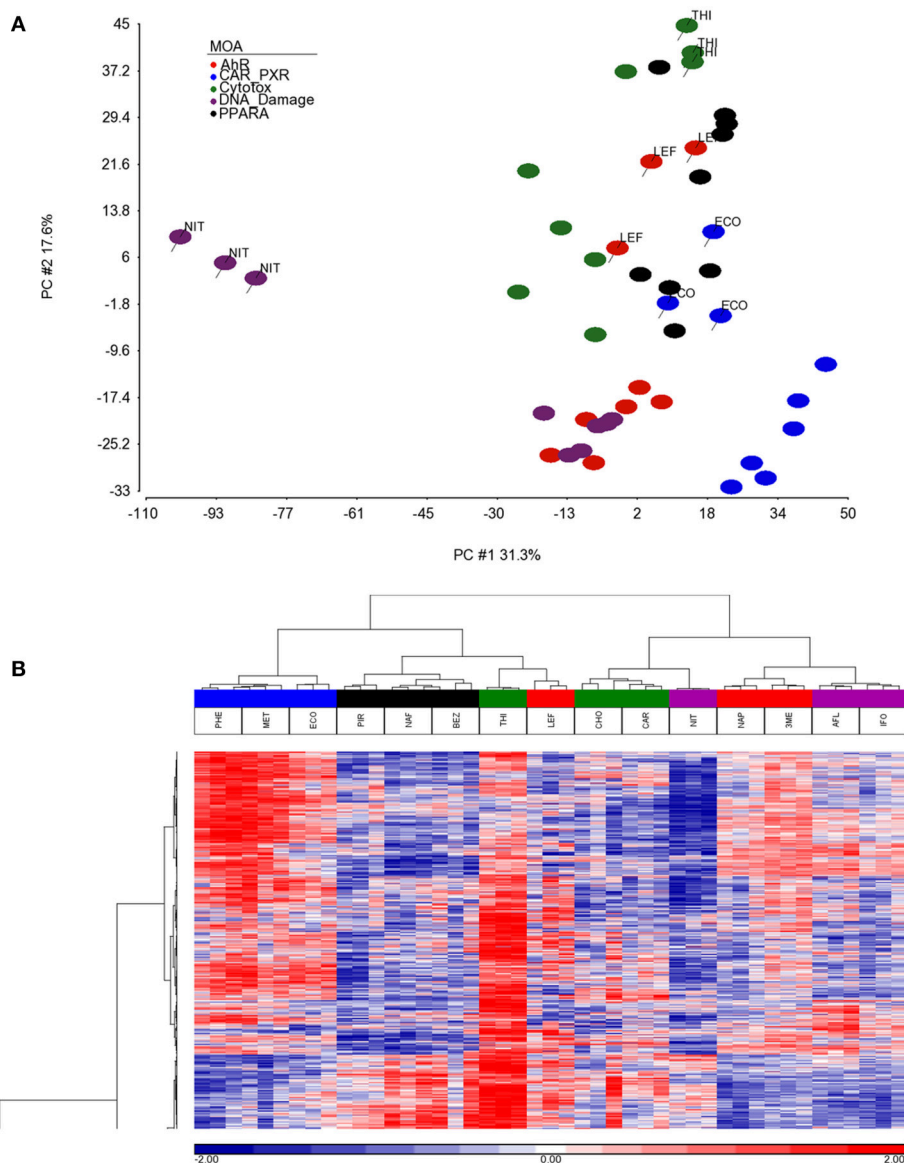 A
MOA
AhR
CAR_PXR
Cytotox
DNA_Damage
PPARA
45
37.2
29.4
21.6
13.8
6
-1.8
-9.6
-17.4
-25.2
-33
PC #2 17.6%
THI
THI
THI
LEF
LEF
ECO
NIT
NIT
NIT
LEF
ECO
ECO
-110 -93 -77 -61 -45 -30 -13 2 18 34 50
PC #1 31.3%
B
PHE MET ECO PIR NAF BEZ THI LEF CHO CAR NIT NAP 3ME AFL IFO
-2.00 0.00 2.00